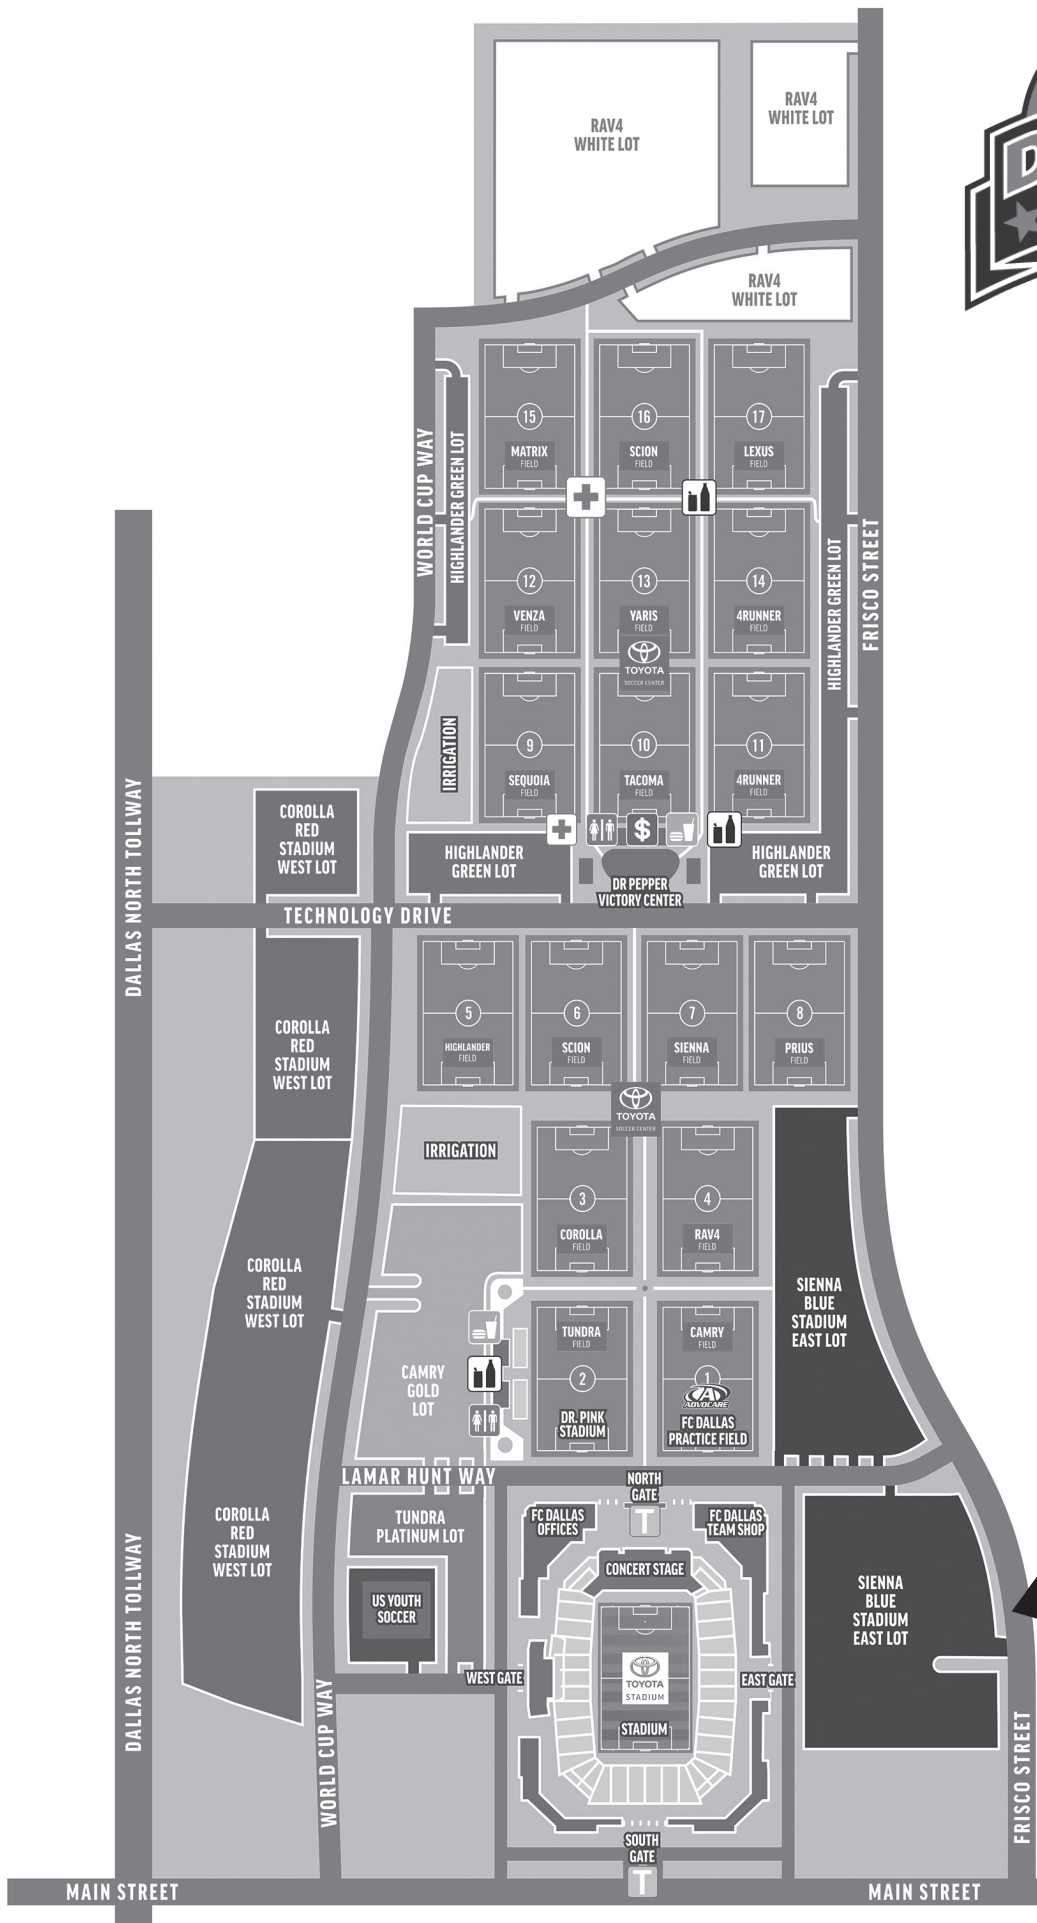 RAV4
WHITE LOT
RAV4
WHITE LOT
RAV4
WHITE LOT
15
MATRIX
FIELD
16
SCION
FIELD
17
LEXUS
FIELD
WORLD CUP WAY
HIGHLANDER GREEN LOT
12
VENZA
FIELD
13
YARIS
FIELD
14
4RUNNER
FIELD
HIGHLANDER GREEN LOT
FRISCO STREET
TOYOTA
SOCCER CENTER
IRRIGATION
9
SEQUOIA
FIELD
10
TACOMA
FIELD
11
4RUNNER
FIELD
DALLAS NORTH TOLLWAY
COROLLA
RED
STADIUM
WEST LOT
HIGHLANDER
GREEN LOT
$
HIGHLANDER
GREEN LOT
DR PEPPER
VICTORY CENTER
TECHNOLOGY DRIVE
COROLLA
RED
STADIUM
WEST LOT
5
HIGHLANDER
FIELD
6
SCION
FIELD
7
SIENNA
FIELD
8
PRIUS
FIELD
TOYOTA
SOCCER CENTER
IRRIGATION
3
COROLLA
FIELD
4
RAV4
FIELD
COROLLA
RED
STADIUM
WEST LOT
SIENNA
BLUE
STADIUM
EAST LOT
CAMRY
GOLD
LOT
TUNDRA
FIELD
2
DR. PINK
STADIUM
CAMRY
FIELD
1
ADVOCARE
FC DALLAS
PRACTICE FIELD
LAMAR HUNT WAY
NORTH
GATE
T
COROLLA
RED
STADIUM
WEST LOT
TUNDRA
PLATINUM LOT
FC DALLAS
OFFICES
FC DALLAS
TEAM SHOP
CONCERT STAGE
US YOUTH
SOCCER
SIENNA
BLUE
STADIUM
EAST LOT
DALLAS NORTH TOLLWAY
WEST GATE
TOYOTA
STADIUM
EAST GATE
STADIUM
WORLD CUP WAY
FRISCO STREET
SOUTH
GATE
T
MAIN STREET
MAIN STREET